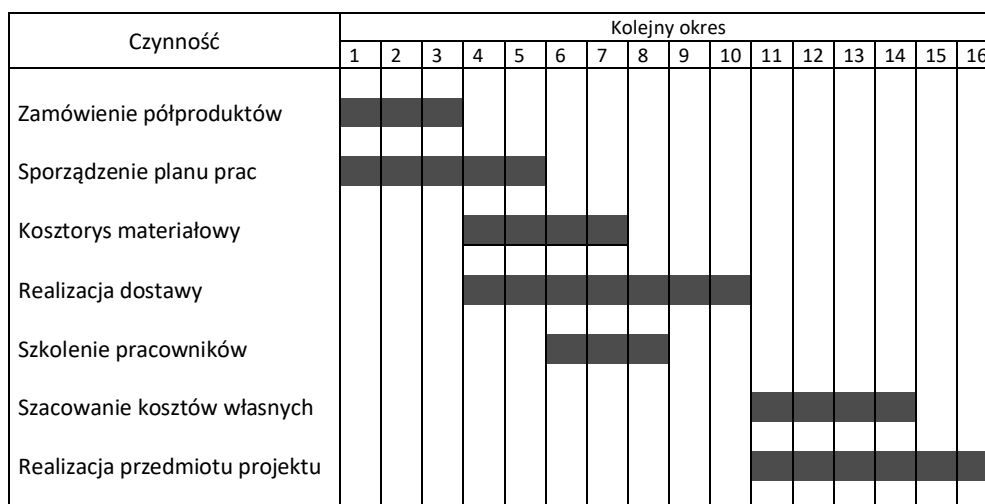 Czynność
Kolejny okres
1 2 3 4 5 6 7 8 9 10 11 12 13 14 15 16
Zamówienie półproduktów
Sporządzenie planu prac
Kosztorys materiałowy
Realizacja dostawy
Szkolenie pracowników
Szacowanie kosztów własnych
Realizacja przedmiotu projektu